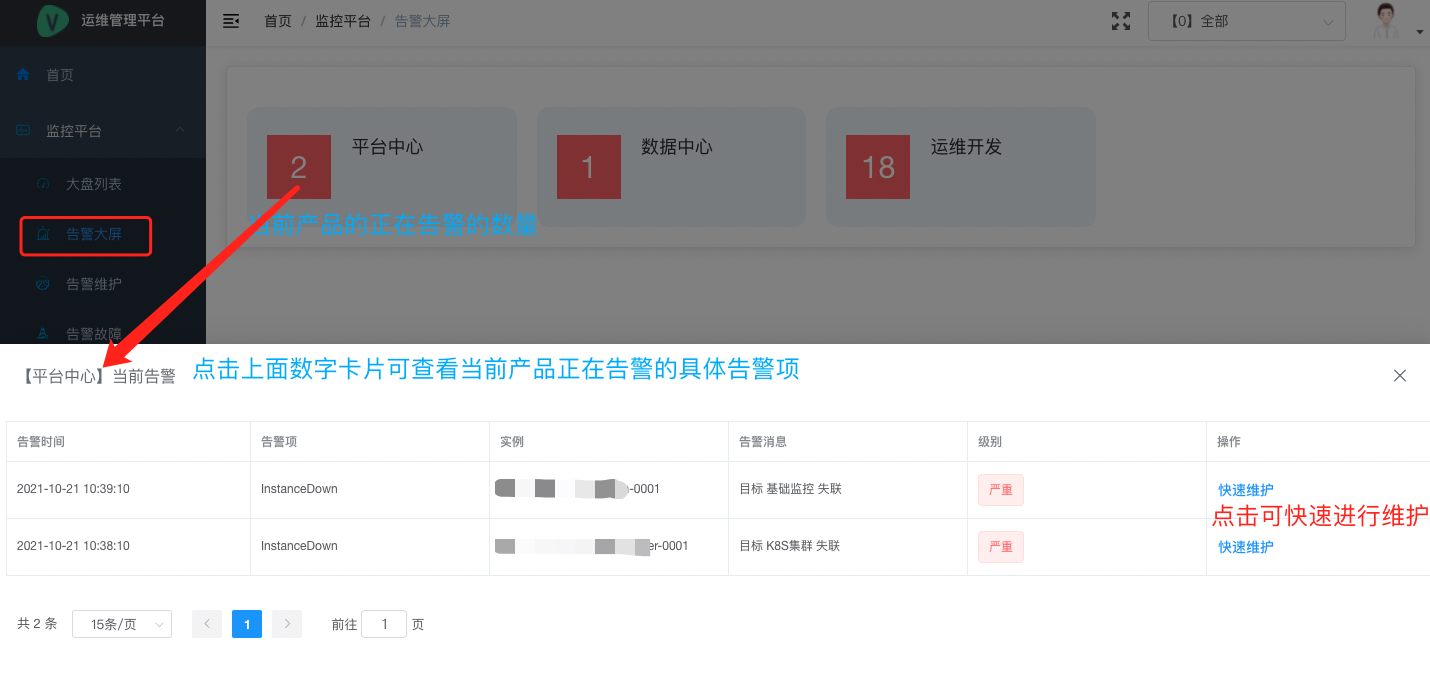 运维管理平台
首页 / 监控平台 / 告警大屏
【0】全部
首页
监控平台
大盘列表
告警大屏
告警维护
告警故障
2 平台中心
1 数据中心
18 运维开发
当前产品的正在告警的数量
【平台中心】当前告警
点击上面数字卡片可查看当前产品正在告警的具体告警项
告警时间 告警项 实例 告警消息 级别 操作
2021-10-21 10:39:10 InstanceDown -0001 目标 基础监控 失联 严重 快速维护
点击可快速进行维护
2021-10-21 10:38:10 InstanceDown er-0001 目标 K8S集群 失联 严重 快速维护
共 2 条 15条/页 1 前往 1 页